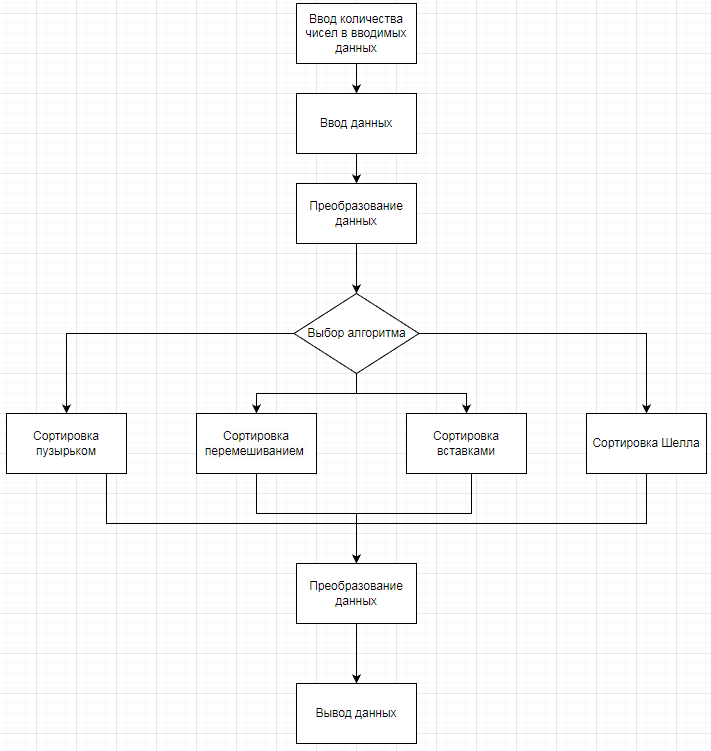 Ввод количества
чисел в вводимых
данных
Ввод данных
Преобразование
данных
Выбор алгоритма
Сортировка
пузырьком
Сортировка
перемешиванием
Сортировка
вставками
Сортировка Шелла
Преобразование
данных
Вывод данных